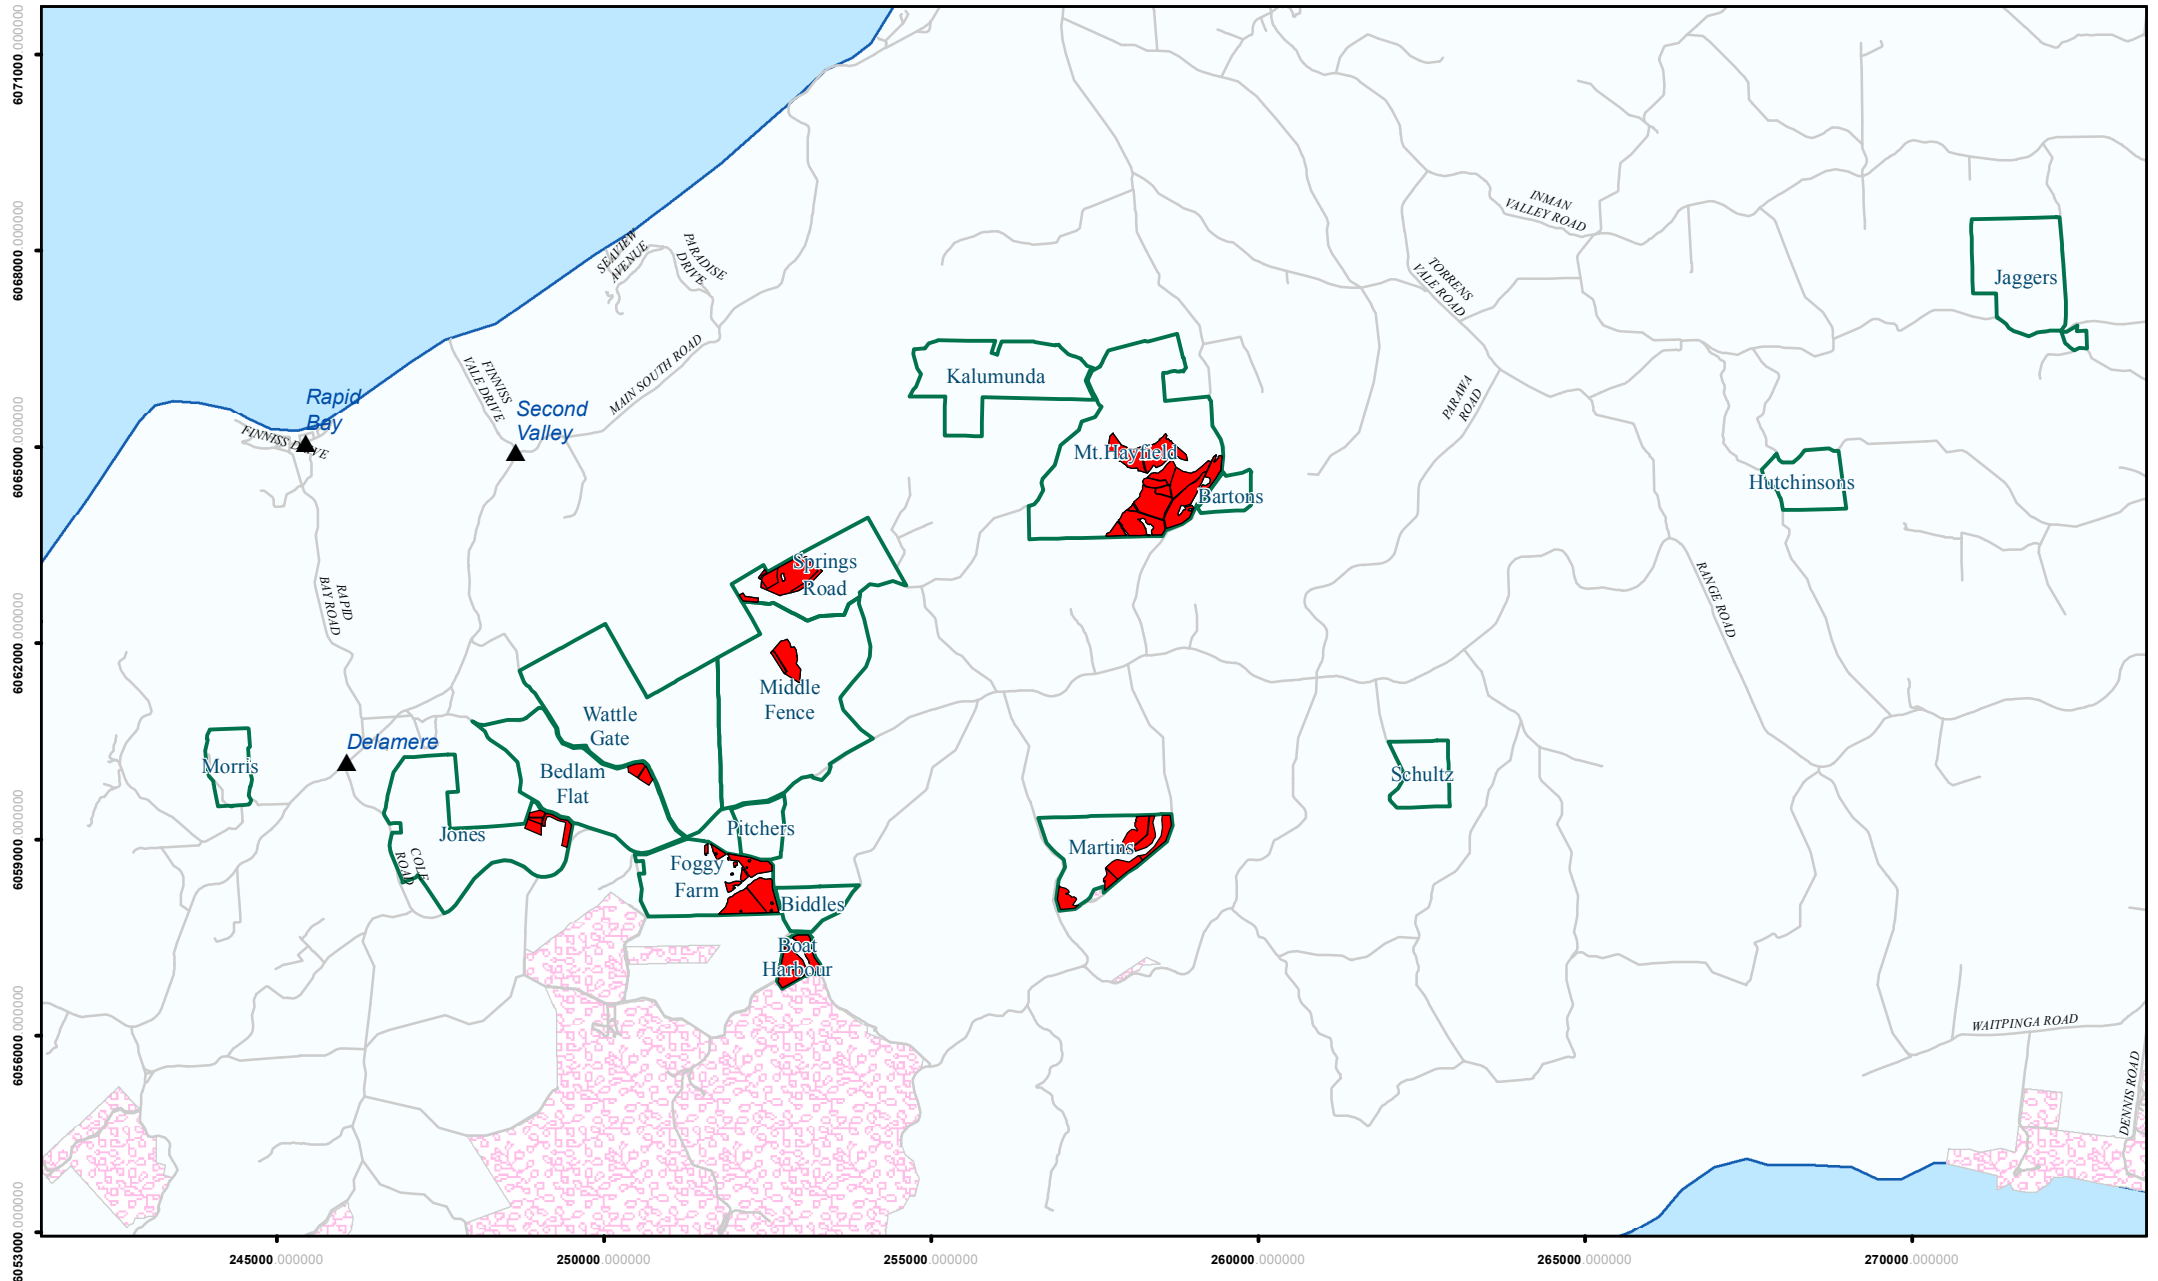 6071000.000000
6068000.000000
6065000.000000
6062000.000000
6059000.000000
6056000.000000
6053000.000000
INMAN
VALLEY ROAD
SEAVIEW
AVENUE
PARADISE
DRIVE
TORRENS
VALE ROAD
Jaggers
FINNISS
VALE DRIVE
MAIN SOUTH ROAD
Kalumunda
PARAWA
ROAD
Rapid
Bay
Second
Valley
FINNISS DRIVE
Mt.Hayfield
Bartons
Hutchinsons
Springs
Road
RAPID
BAY ROAD
RANGE ROAD
Middle
Fence
Wattle
Gate
Delamere
Morris
Bedlam
Flat
Schultz
Jones
Pitchers
Martins
COLE
ROAD
Foggy
Farm
Biddles
Boat
Harbour
WAITPINGA ROAD
DENNIS ROAD
245000.000000
250000.000000
255000.000000
260000.000000
265000.000000
270000.000000